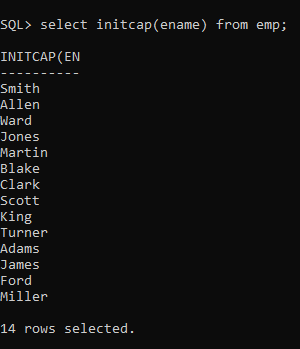 SQL> select initcap(ename) from emp;
INITCAP(EN
----------
Smith
Allen
Ward
Jones
Martin
Blake
Clark
Scott
King
Turner
Adams
James
Ford
Miller
14 rows selected.